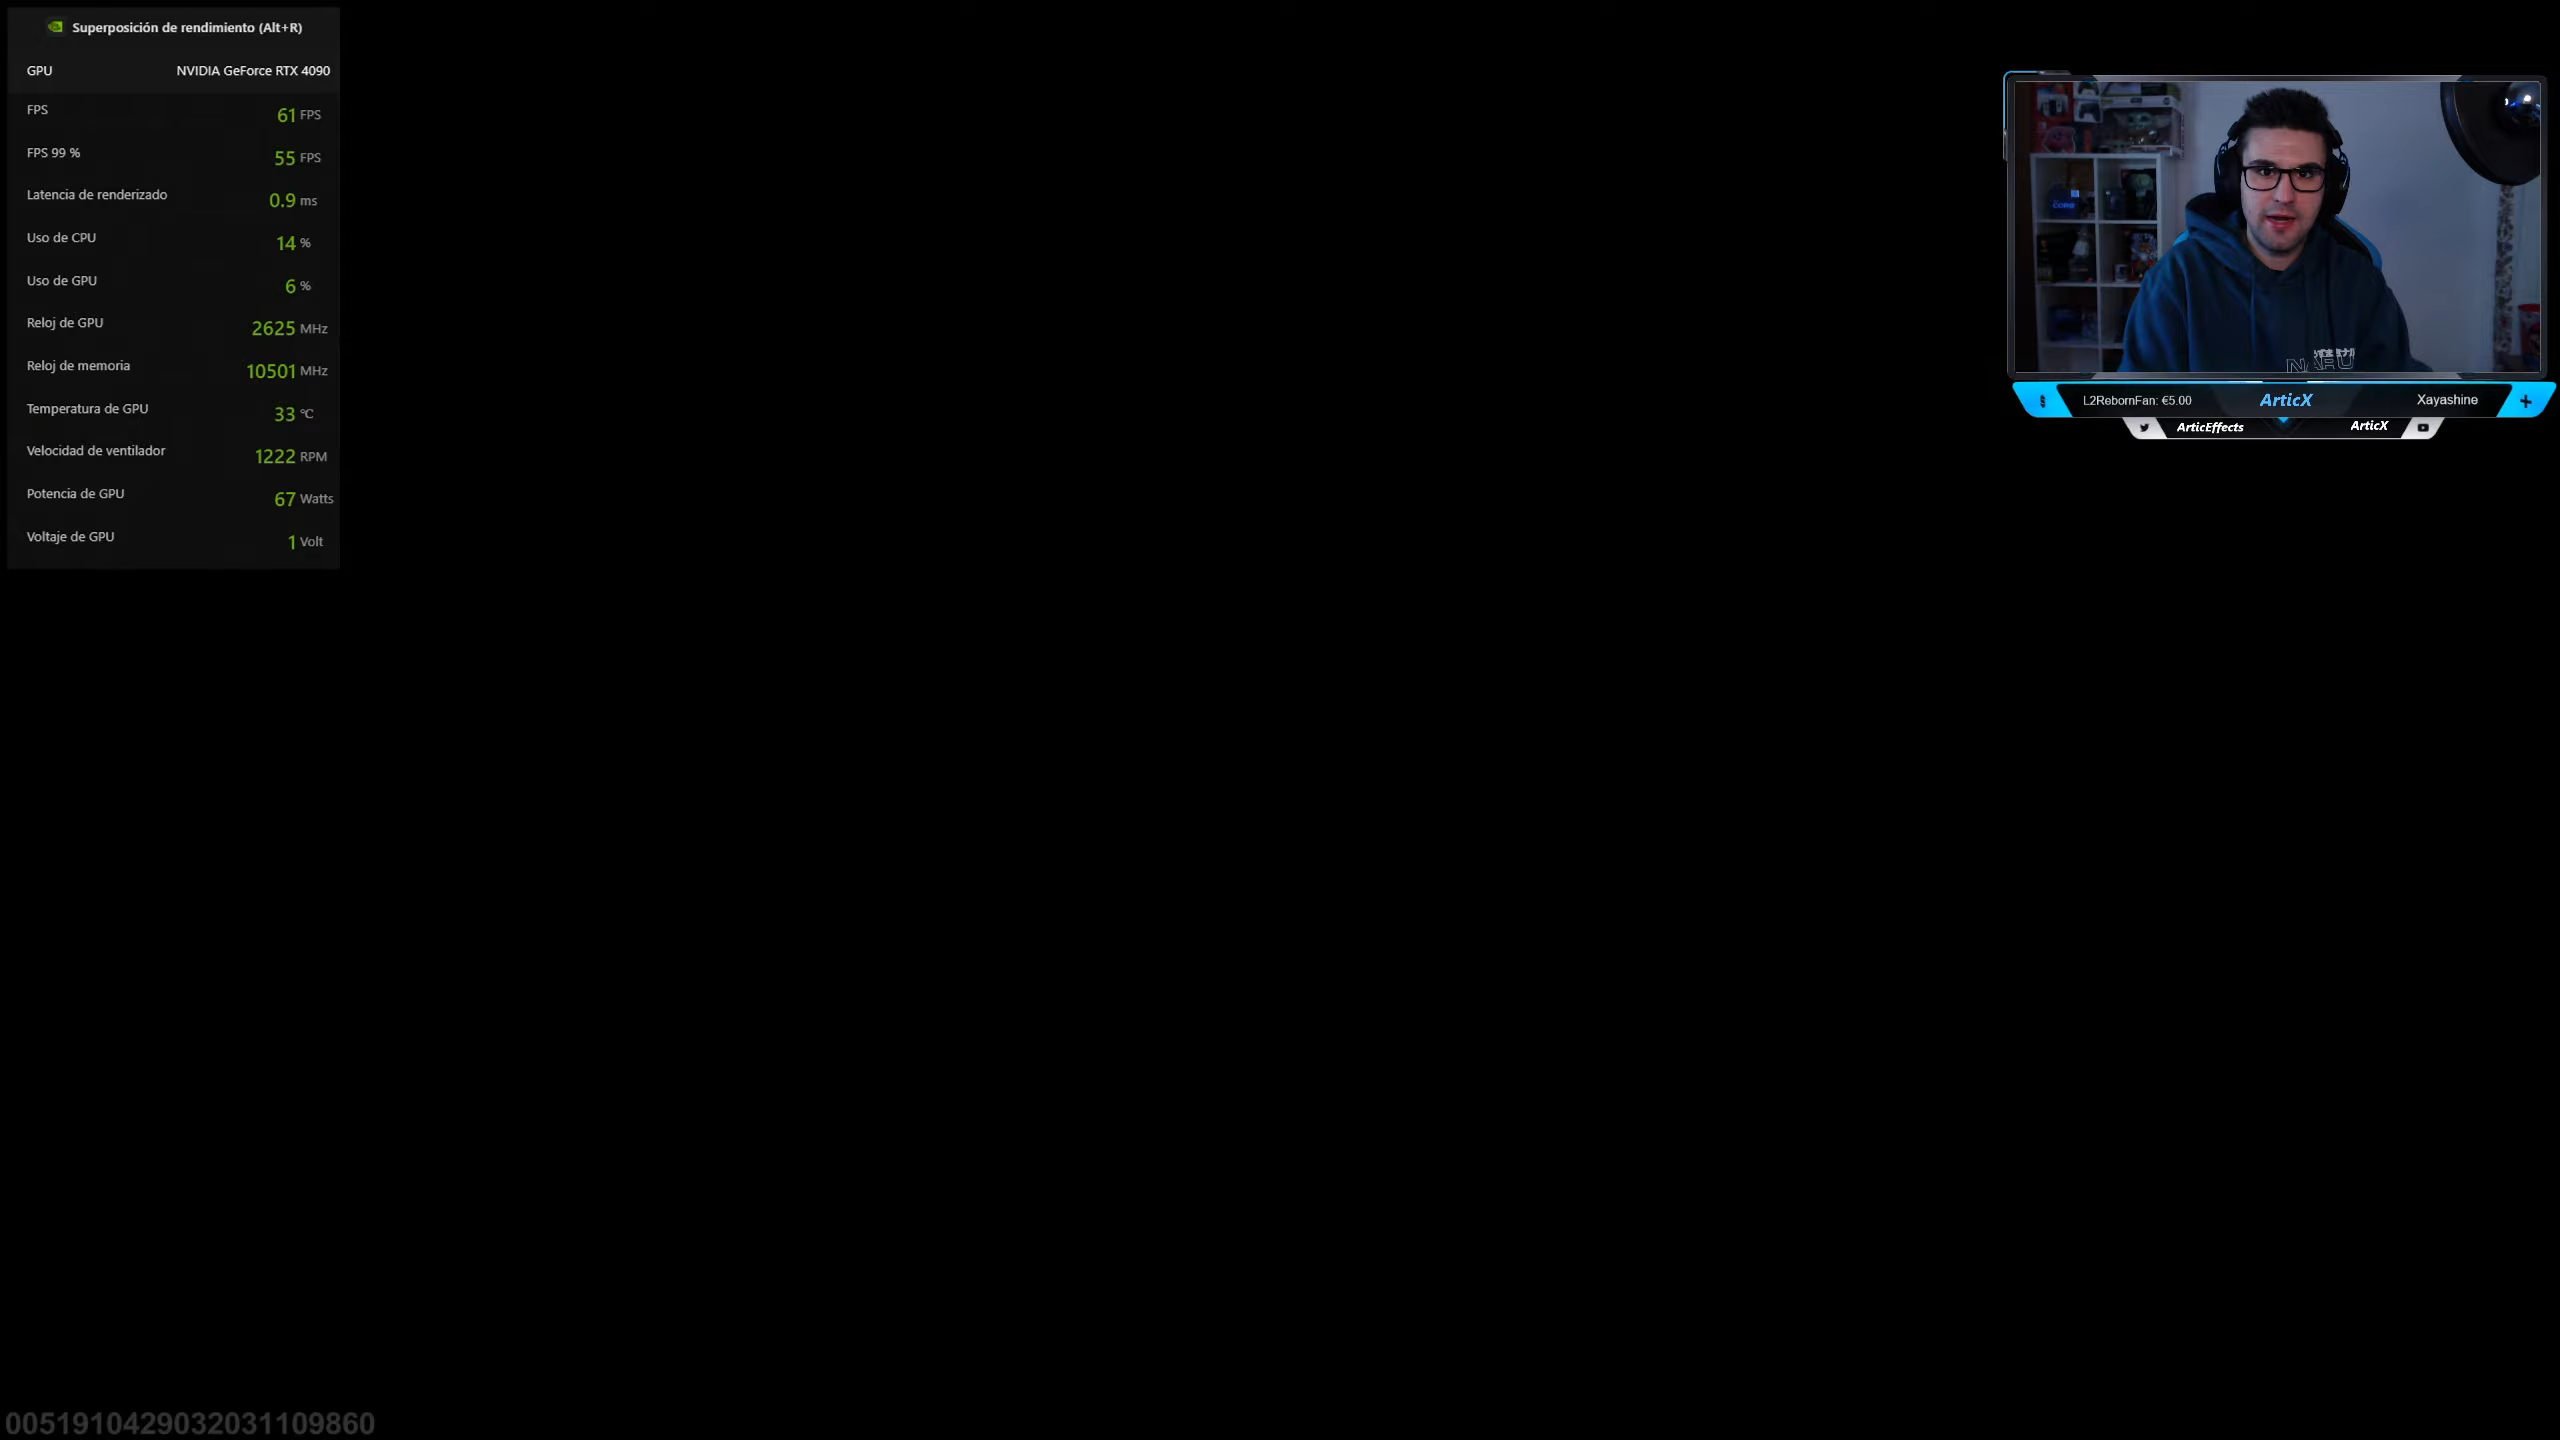 Superposición de rendimiento (Alt+R)
GPU NVIDIA GeForce RTX 4090
FPS 61 FPS
FPS 99 % 55 FPS
Latencia de renderizado 0.9 ms
Uso de CPU 14 %
Uso de GPU 6 %
Reloj de GPU 2625 MHz
Reloj de memoria 10501 MHz
Temperatura de GPU 33 °C
Velocidad de ventilador 1222 RPM
Potencia de GPU 67 Watts
Voltaje de GPU 1 Volt
L2RebornFan: €5.00 ArticX Xayashine
ArticEffects ArticX
0051910429032031109860